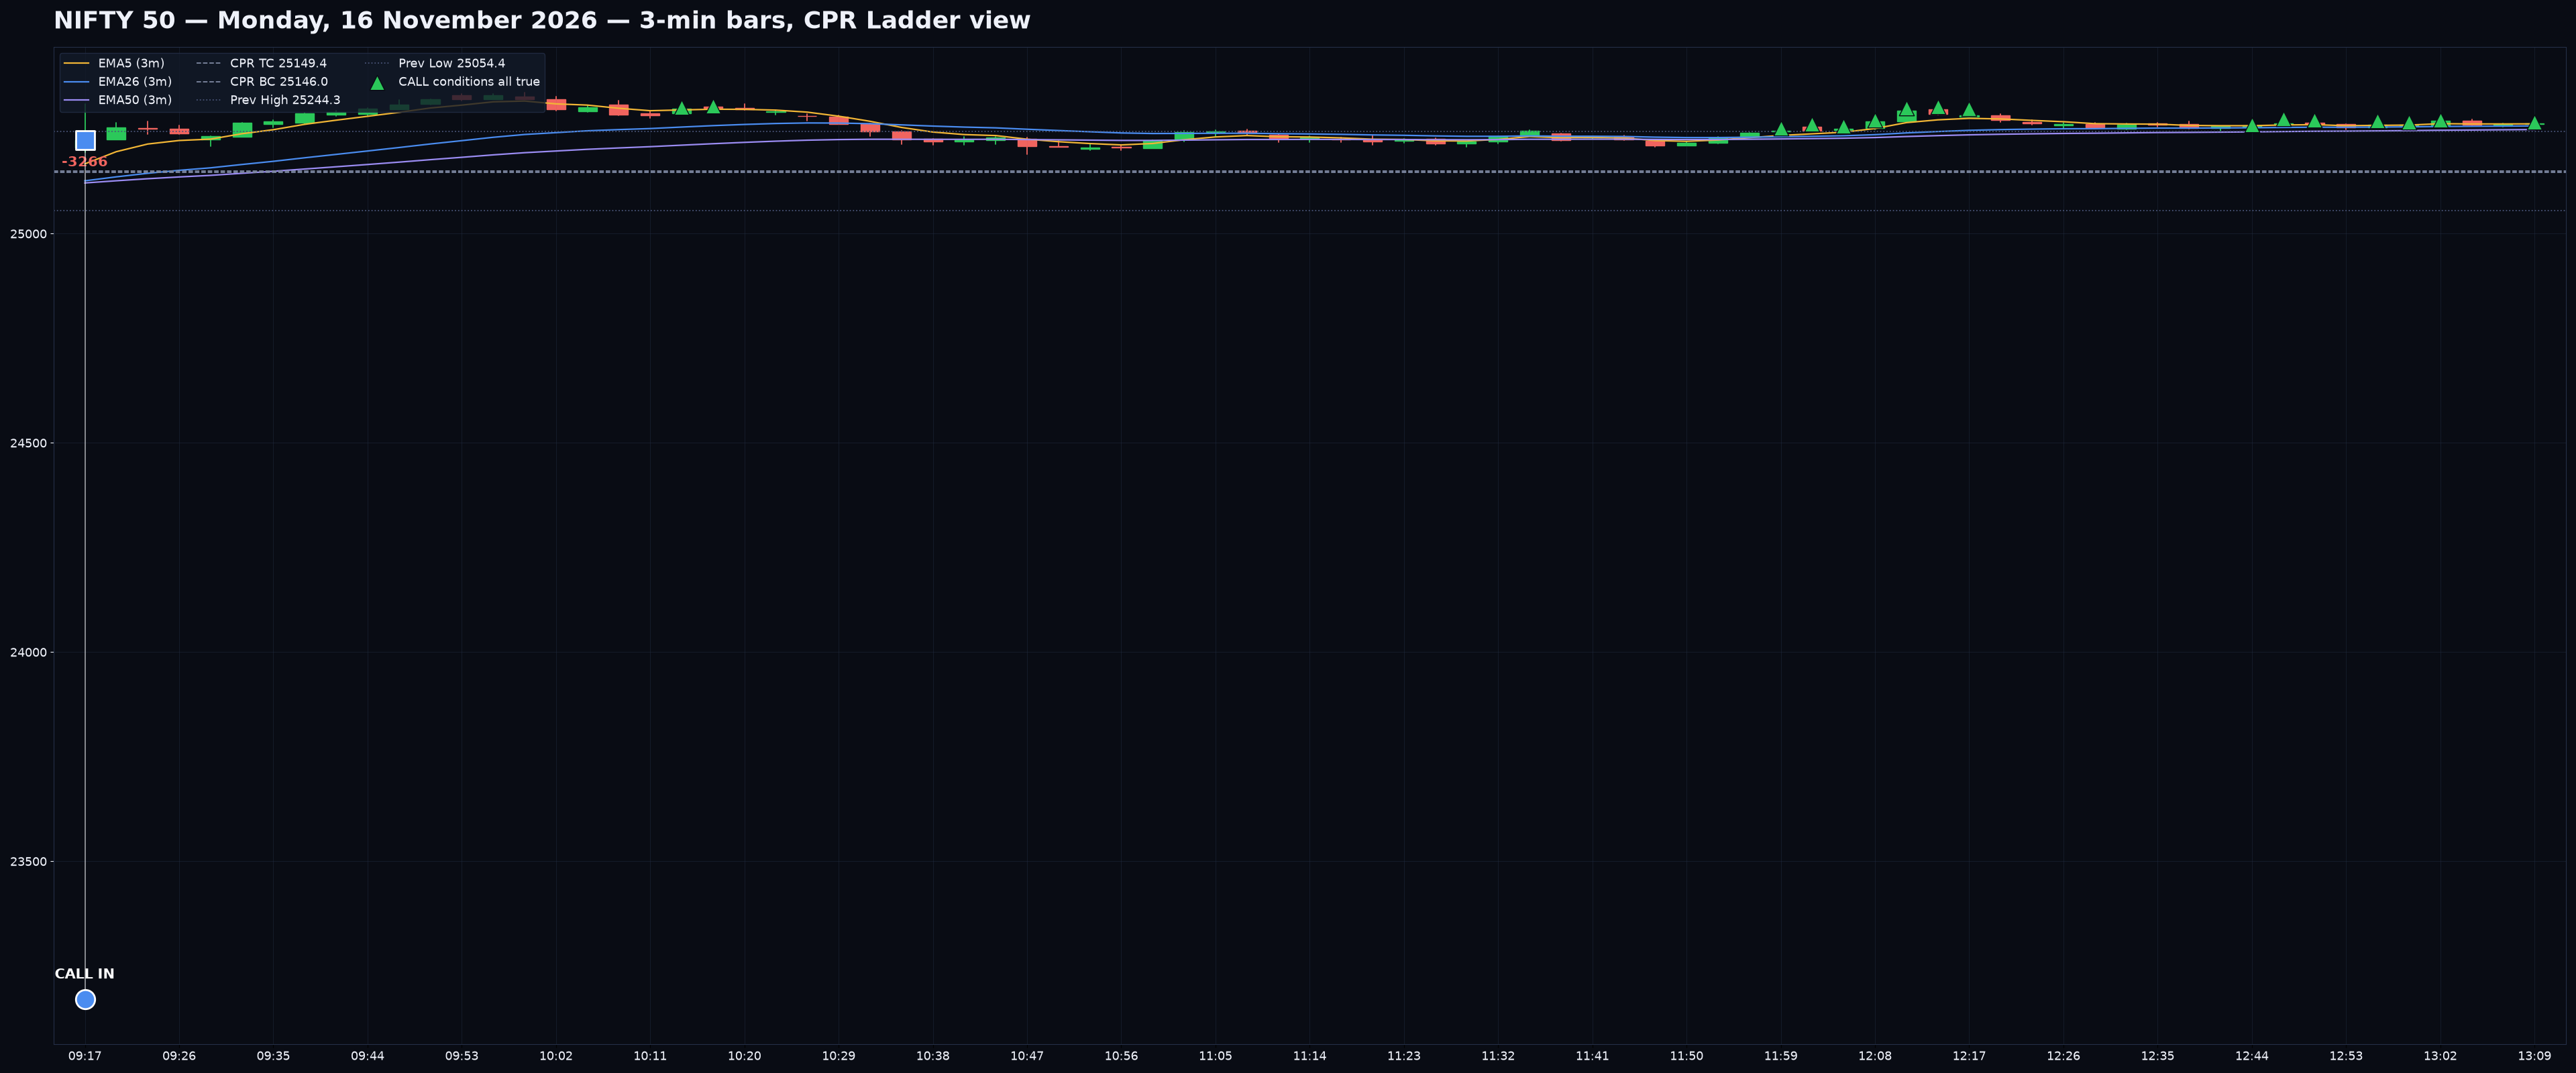 NIFTY 50 — Monday, 16 November 2026 — 3-min bars, CPR Ladder view
EMA5 (3m)
EMA26 (3m)
EMA50 (3m)
CPR TC 25149.4
CPR BC 25146.0
Prev High 25244.3
Prev Low 25054.4
CALL conditions all true
-3266
25000
24500
24000
23500
CALL IN
09:17 09:26 09:35 09:44 09:53 10:02 10:11 10:20 10:29 10:38 10:47 10:56 11:05 11:14 11:23 11:32 11:41 11:50 11:59 12:08 12:17 12:26 12:35 12:44 12:53 13:02 13:09